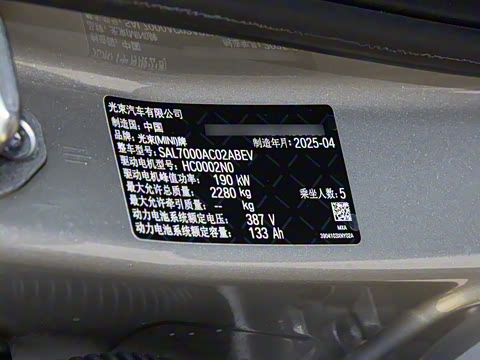 光束汽车有限公司
制造国：中国
品牌：光束(MINI)牌 制造年月：2025-04
整车型号：SAL7000AC02ABEV
驱动电机型号：HC0002N0
驱动电机峰值功率：190 kW
最大允许总质量：2280 kg 乘坐人数：5
最大允许牵引质量：-- kg
动力电池系统额定电压：387 V
动力电池系统额定容量：133 Ah
MXA